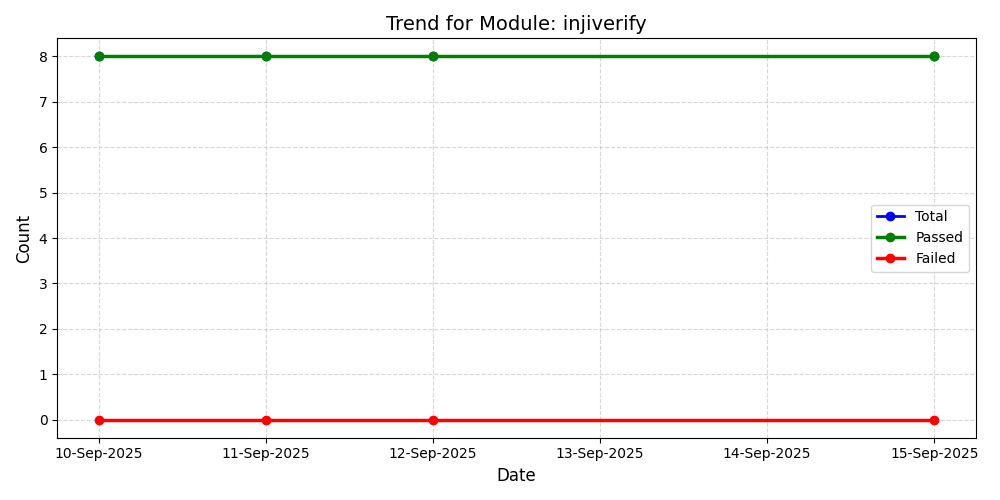 Trend for Module: injiverify
Count
8
7
6
5
4
3
2
1
0
Total
Passed
Failed
10-Sep-2025
11-Sep-2025
12-Sep-2025
13-Sep-2025
14-Sep-2025
15-Sep-2025
Date